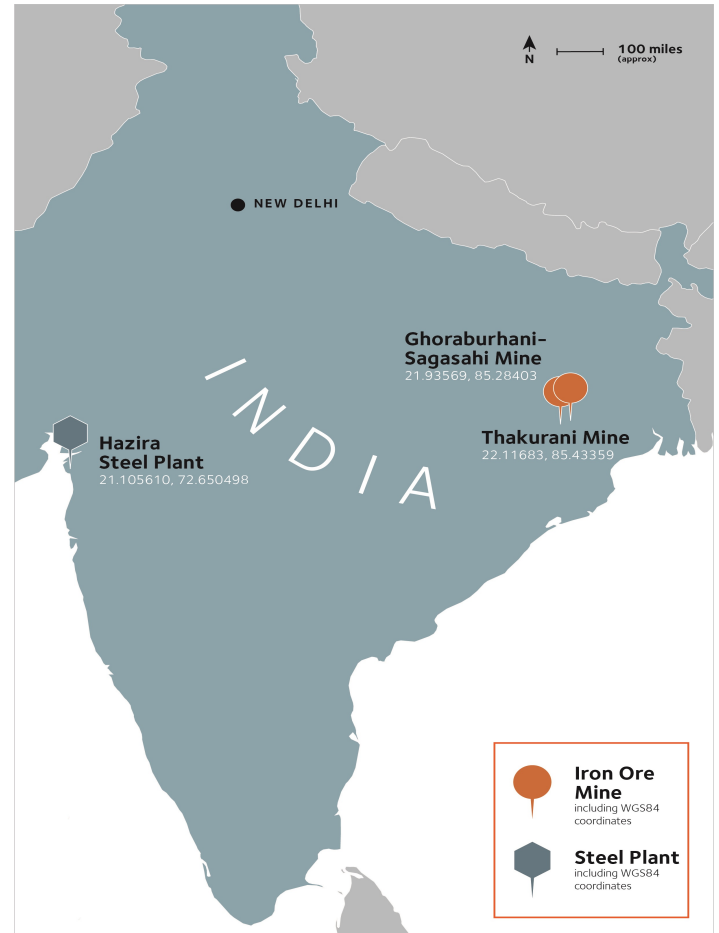 N
100 miles
(approx)
NEW DELHI
Ghoraburhani-
Sagasahi Mine
21.93569, 85.28403
Thakurani Mine
22.11683, 85.43359
Hazira
Steel Plant
21.105610, 72.650498
INDIA
Iron Ore
Mine
including WGS84
coordinates
Steel Plant
including WGS84
coordinates